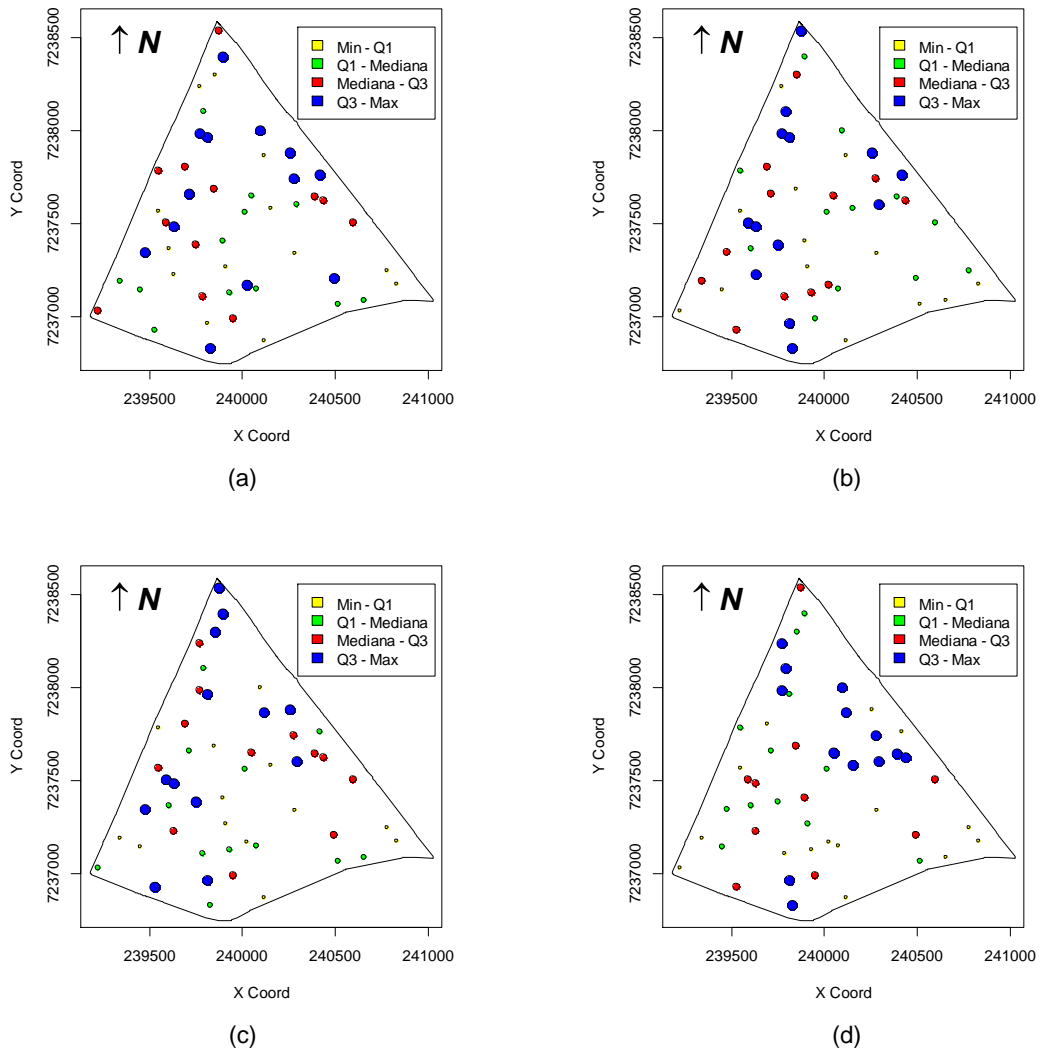 ↑ N
Min - Q1
Q1 - Mediana
Mediana - Q3
Q3 - Max
Y Coord
7237000 7237500 7238000 7238500
239500 240000 240500 241000
X Coord
(a)
↑ N
Min - Q1
Q1 - Mediana
Mediana - Q3
Q3 - Max
Y Coord
7237000 7237500 7238000 7238500
239500 240000 240500 241000
X Coord
(b)
↑ N
Min - Q1
Q1 - Mediana
Mediana - Q3
Q3 - Max
Y Coord
7237000 7237500 7238000 7238500
239500 240000 240500 241000
X Coord
(c)
↑ N
Min - Q1
Q1 - Mediana
Mediana - Q3
Q3 - Max
Y Coord
7237000 7237500 7238000 7238500
239500 240000 240500 241000
X Coord
(d)